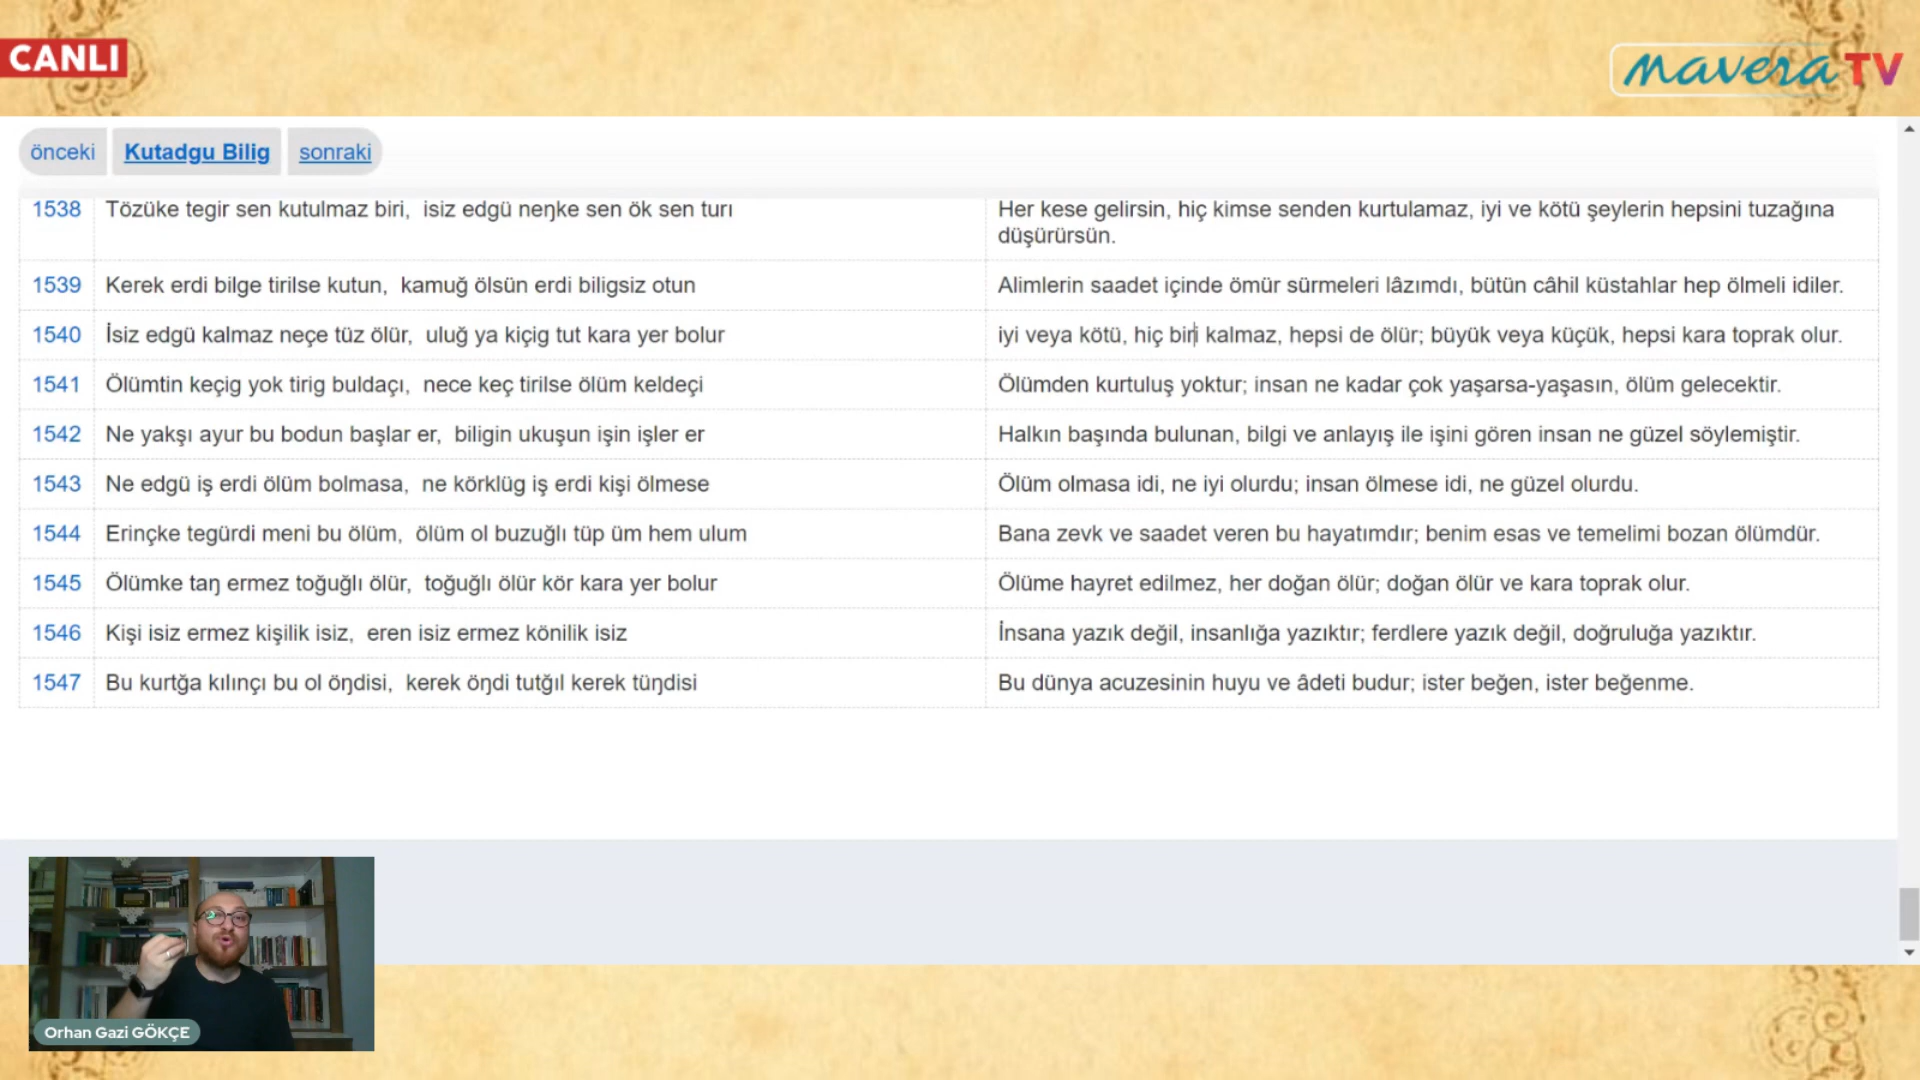 CANLI
mavera TV
önceki Kutadgu Bilig sonraki
1538 Tözüke tegir sen kutulmaz biri, isiz edgü neŋke sen ök sen turı Her kese gelirsin, hiç kimse senden kurtulamaz, iyi ve kötü şeylerin hepsini tuzağına
düşürürsün.
1539 Kerek erdi bilge tirilse kutun, kamuğ ölsün erdi biligsiz otun Alimlerin saadet içinde ömür sürmeleri lâzımdı, bütün câhil küstahlar hep ölmeli idiler.
1540 İsiz edgü kalmaz neçe tüz ölür, uluğ ya kiçig tut kara yer bolur iyi veya kötü, hiç biri kalmaz, hepsi de ölür; büyük veya küçük, hepsi kara toprak olur.
1541 Ölümtin keçig yok tirig buldaçı, nece keç tirilse ölüm keldeçi Ölümden kurtuluş yoktur; insan ne kadar çok yaşarsa-yaşasın, ölüm gelecektir.
1542 Ne yakşı ayur bu bodun başlar er, biligin ukuşun işin işler er Halkın başında bulunan, bilgi ve anlayış ile işini gören insan ne güzel söylemiştir.
1543 Ne edgü iş erdi ölüm bolmasa, ne körklüg iş erdi kişi ölmese Ölüm olmasa idi, ne iyi olurdu; insan ölmese idi, ne güzel olurdu.
1544 Erinçke tegürdi meni bu ölüm, ölüm ol buzuğlı tüp üm hem ulum Bana zevk ve saadet veren bu hayatımdır; benim esas ve temelimi bozan ölümdür.
1545 Ölümke taŋ ermez toğuğlı ölür, toğuğlı ölür kör kara yer bolur Ölüme hayret edilmez, her doğan ölür; doğan ölür ve kara toprak olur.
1546 Kişi isiz ermez kişilik isiz, eren isiz ermez könilik isiz İnsana yazık değil, insanlığa yazıktır; ferdlere yazık değil, doğruluğa yazıktır.
1547 Bu kurtğa kılınçı bu ol öŋdisi, kerek öŋdi tutğıl kerek tüŋdisi Bu dünya acuzesinin huyu ve âdeti budur; ister beğen, ister beğenme.
Orhan Gazi GÖKÇE